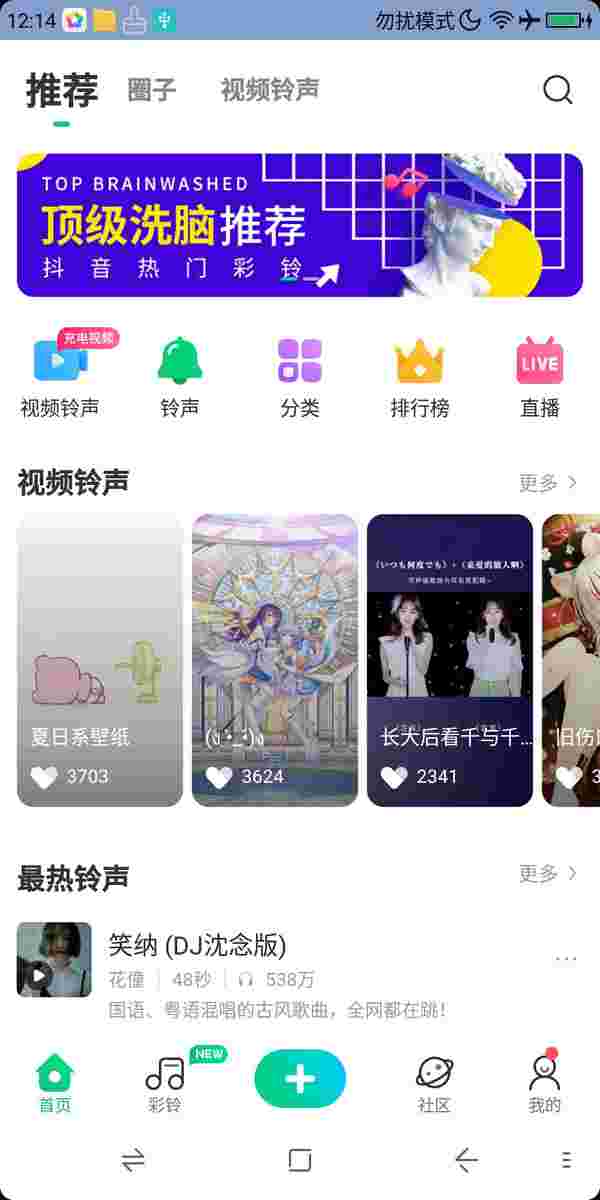 12:14
勿扰模式
推荐
圈子
视频铃声
TOP BRAINWASHED
顶级洗脑推荐
抖音热门彩铃
充电视频
LIVE
视频铃声
铃声
分类
排行榜
直播
视频铃声
更多
《いつも何度でも》+《亲爱的旅人啊》
夏日系壁纸
(ง •̀_•́)ง
长大后看千与千...
旧伤
3703
3624
2341
3
最热铃声
更多
笑纳 (DJ沈念版)
花僮 | 48秒 | 538万
国语、粤语混唱的古风歌曲，全网都在跳！
NEW
首页
彩铃
社区
我的